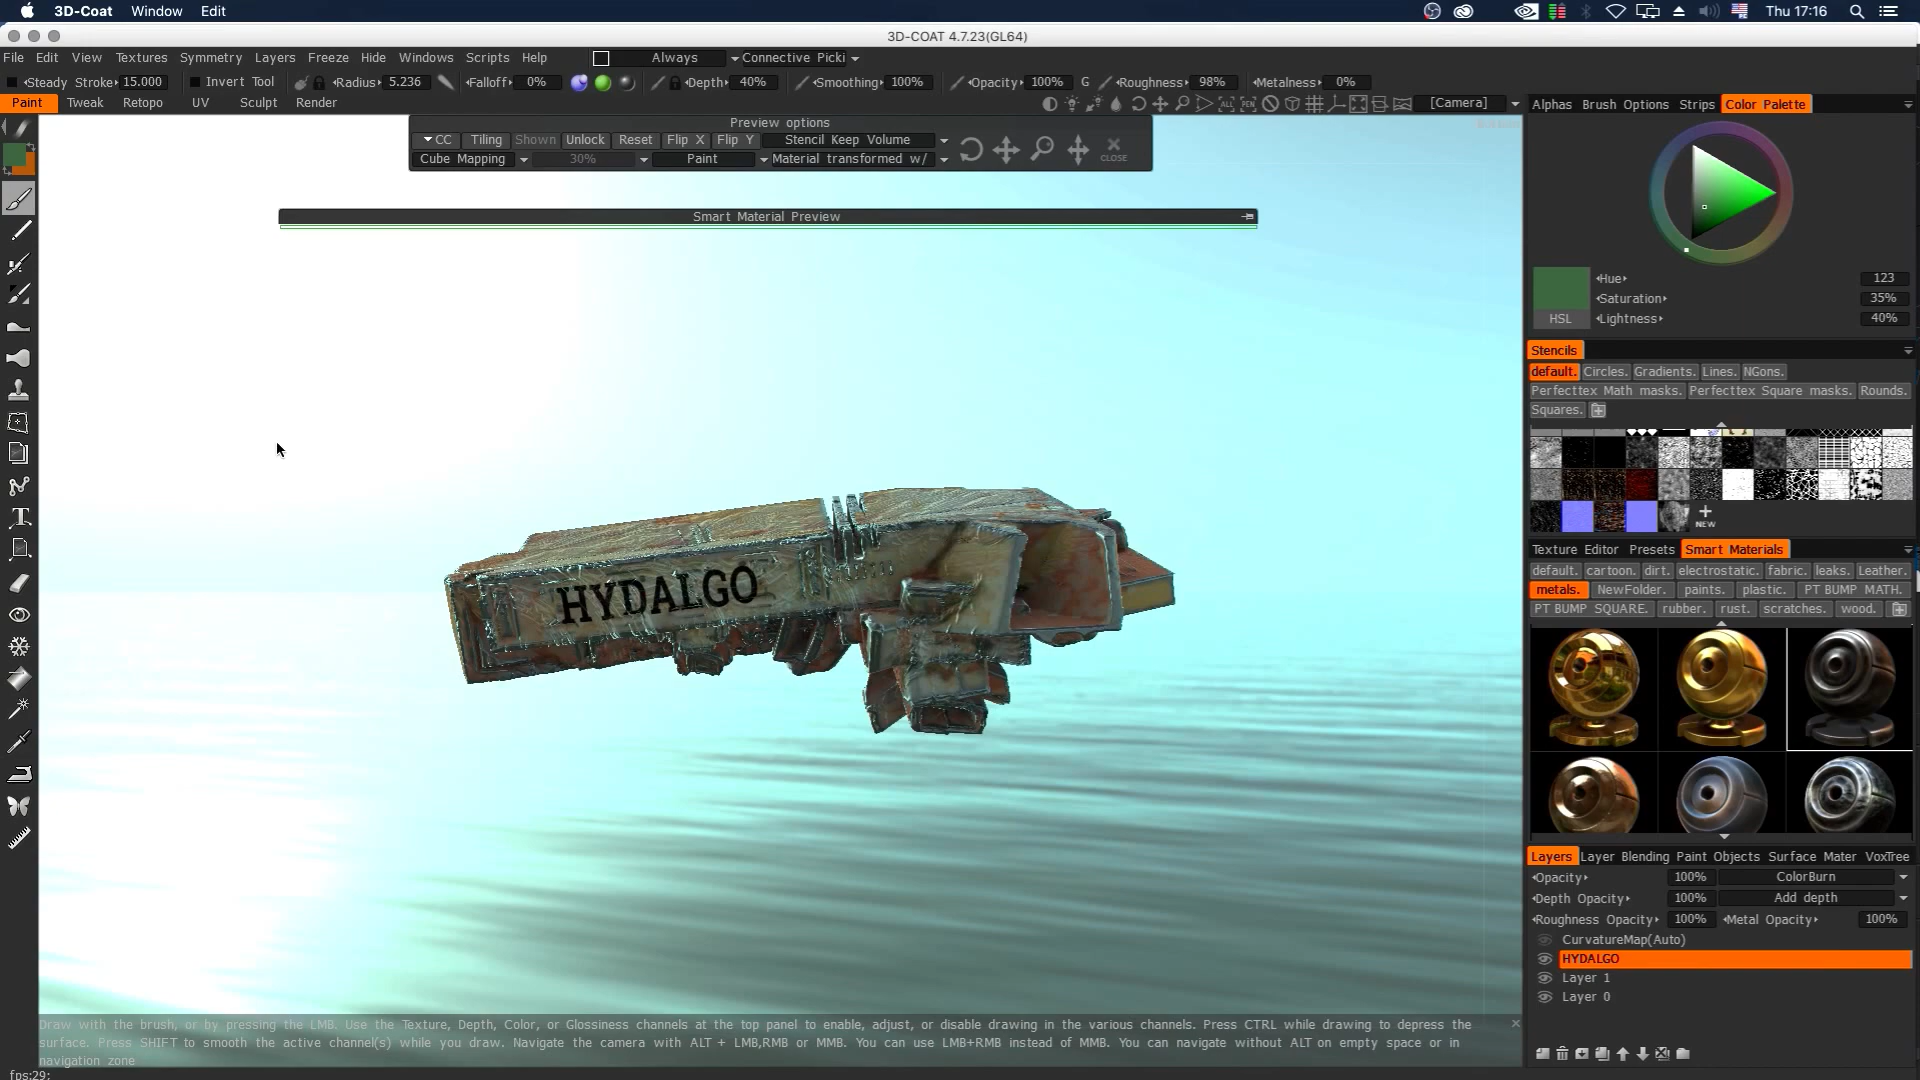 3D-Coat Window Edit Thu 17:16
3D-COAT 4.7.23(GL64)
File Edit View Textures Symmetry Layers Freeze Hide Windows Scripts Help Always Connective Picki
Steady Stroke 15.000 Invert Tool Radius 5.236 Falloff 0% Depth 40% Smoothing 100% Opacity 100% G Roughness 98% Metalness 0%
Paint Tweak Retopo UV Sculpt Render [Camera] Alphas Brush Options Strips Color Palette
Preview options
CC Tiling Shown Unlock Reset Flip X Flip Y Stencil Keep Volume
Cube Mapping 30% Paint Material transformed w/ CLOSE
Smart Material Preview
Hue 123
Saturation 35%
HSL Lightness 40%
Stencils
default. Circles. Gradients. Lines. NGons.
Perfecttex Math masks. Perfecttex Square masks. Rounds.
Squares.
NEW
Texture Editor Presets Smart Materials
default. cartoon. dirt. electrostatic. fabric. leaks. Leather.
metals. NewFolder. paints. plastic. PT BUMP MATH.
PT BUMP SQUARE. rubber. rust. scratches. wood.
HYDALGO
Layers Layer Blending Paint Objects Surface Mater VoxTree
Opacity 100% ColorBurn
Depth Opacity 100% Add depth
Roughness Opacity 100% Metal Opacity 100%
CurvatureMap(Auto)
HYDALGO
Layer 1
Layer 0
Draw with the brush, or by pressing the LMB. Use the Texture, Depth, Color, or Glossiness channels at the top panel to enable, adjust, or disable drawing in the various channels. Press CTRL while drawing to depress the
surface. Press SHIFT to smooth the active channel(s) while you draw. Navigate the camera with ALT + LMB,RMB or MMB. You can use LMB+RMB instead of MMB. You can navigate without ALT on empty space or in
navigation zone
fps:29;